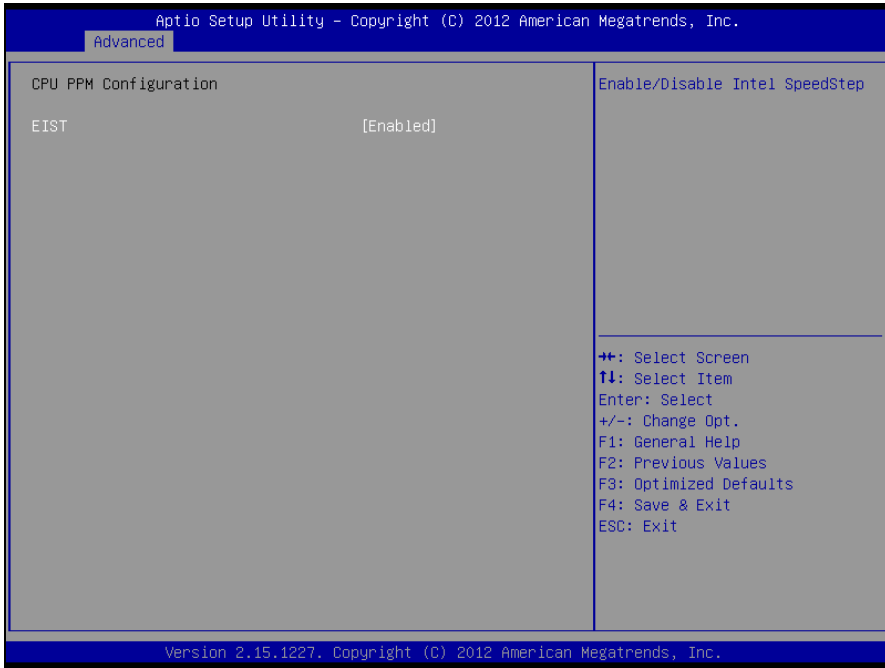 Aptio Setup Utility – Copyright (C) 2012 American Megatrends, Inc.
Advanced
CPU PPM Configuration
EIST [Enabled]
Enable/Disable Intel SpeedStep
→←: Select Screen
↑↓: Select Item
Enter: Select
+/-: Change Opt.
F1: General Help
F2: Previous Values
F3: Optimized Defaults
F4: Save & Exit
ESC: Exit
Version 2.15.1227. Copyright (C) 2012 American Megatrends, Inc.